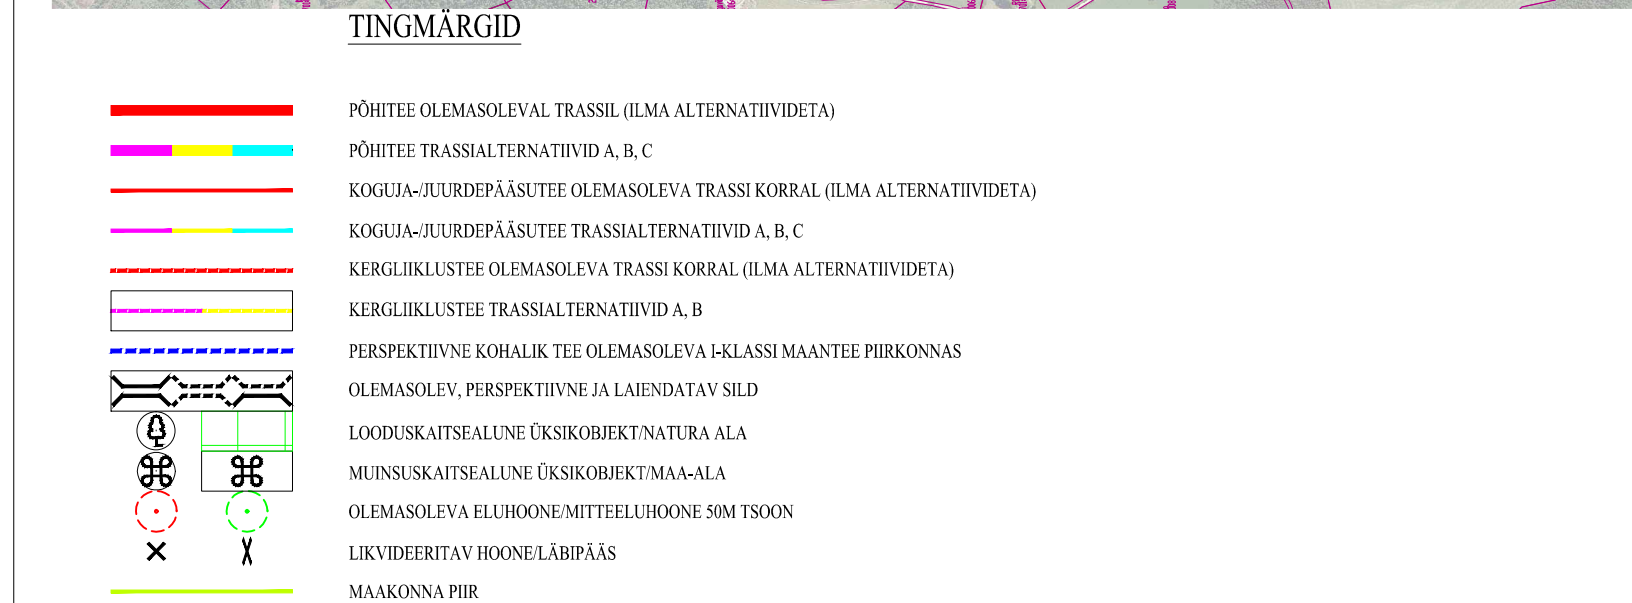 TINGMÄRGID
PÕHITEE OLEMASOLEVAL TRASSIL (ILMA ALTERNATIIVIDETA)
PÕHITEE TRASSIALTERNATIIVID A, B, C
KOGUJA-/JUURDEPÄÄSUTEE OLEMASOLEVA TRASSI KORRAL (ILMA ALTERNATIIVIDETA)
KOGUJA-/JUURDEPÄÄSUTEE TRASSIALTERNATIIVID A, B, C
KERGLIIKLUSTEE OLEMASOLEVA TRASSI KORRAL (ILMA ALTERNATIIVIDETA)
KERGLIIKLUSTEE TRASSIALTERNATIIVID A, B
PERSPEKTIIVNE KOHALIK TEE OLEMASOLEVA I-KLASSI MAANTEE PIIRKONNAS
OLEMASOLEV, PERSPEKTIIVNE JA LAIENDATAV SILD
LOODUSKAITSEALUNE ÜKSIKOBJEKT/NATURA ALA
MUINSUSKAITSEALUNE ÜKSIKOBJEKT/MAA-ALA
OLEMASOLEVA ELUHOONE/MITTEELUHOONE 50M TSOON
LIKVIDEERITAV HOONE/LÄBIPÄÄS
MAAKONNA PIIR